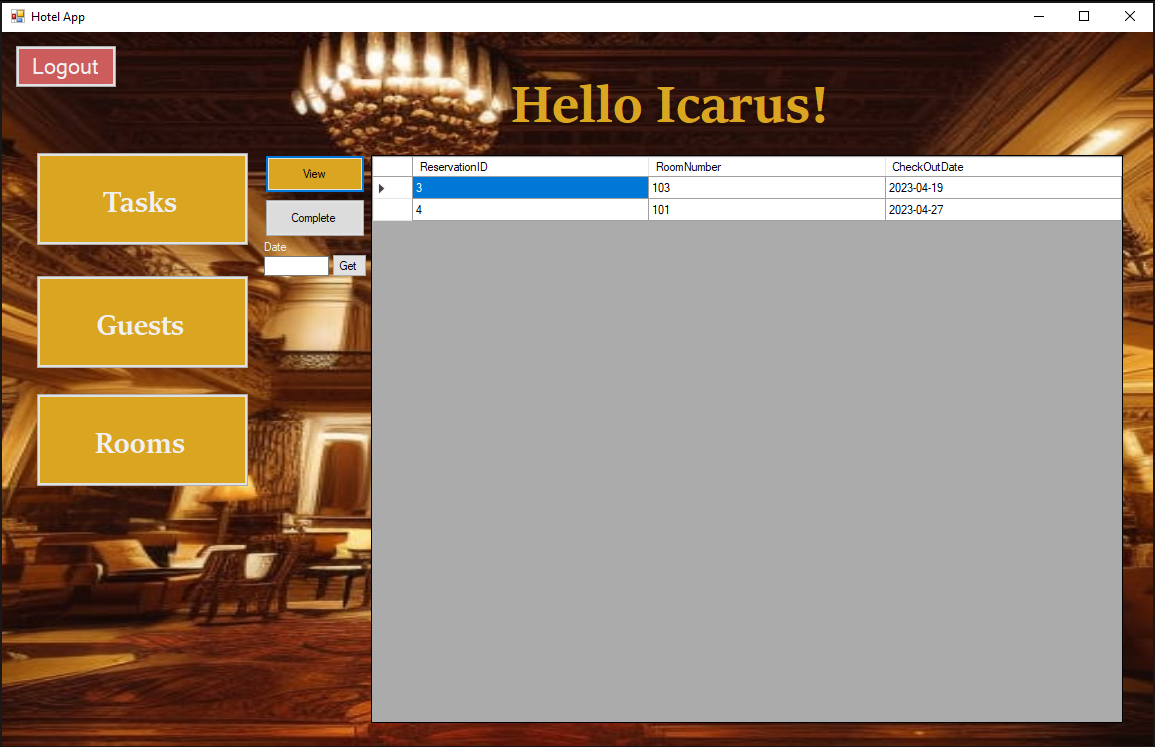 Hotel App
Logout
Hello Icarus!
Tasks
Guests
Rooms
View
Complete
Date
Get
ReservationID RoomNumber CheckOutDate
3 103 2023-04-19
4 101 2023-04-27